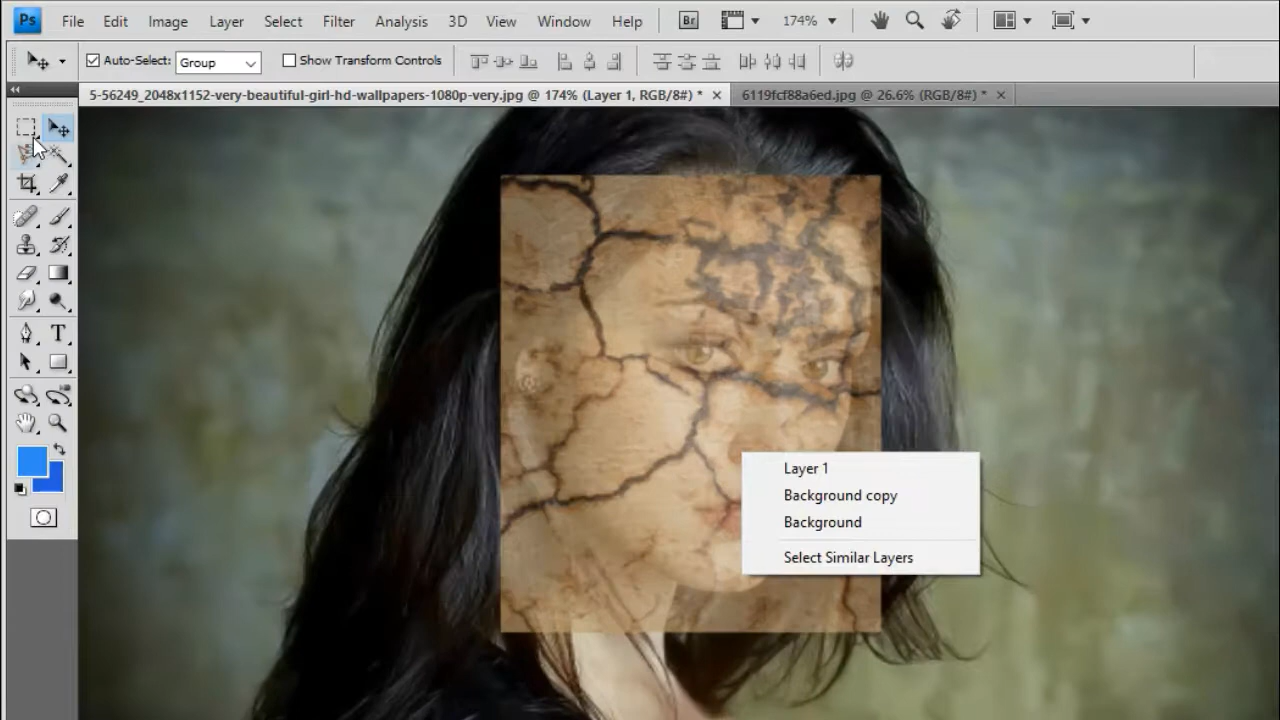 Ps File Edit Image Layer Select Filter Analysis 3D View Window Help Br 174%
Auto-Select: Group Show Transform Controls
5-56249_2048x1152-very-beautiful-girl-hd-wallpapers-1080p-very.jpg @ 174% (Layer 1, RGB/8#) * 6119fcf88a6ed.jpg @ 26.6% (RGB/8#) *
T
Layer 1
Background copy
Background
Select Similar Layers